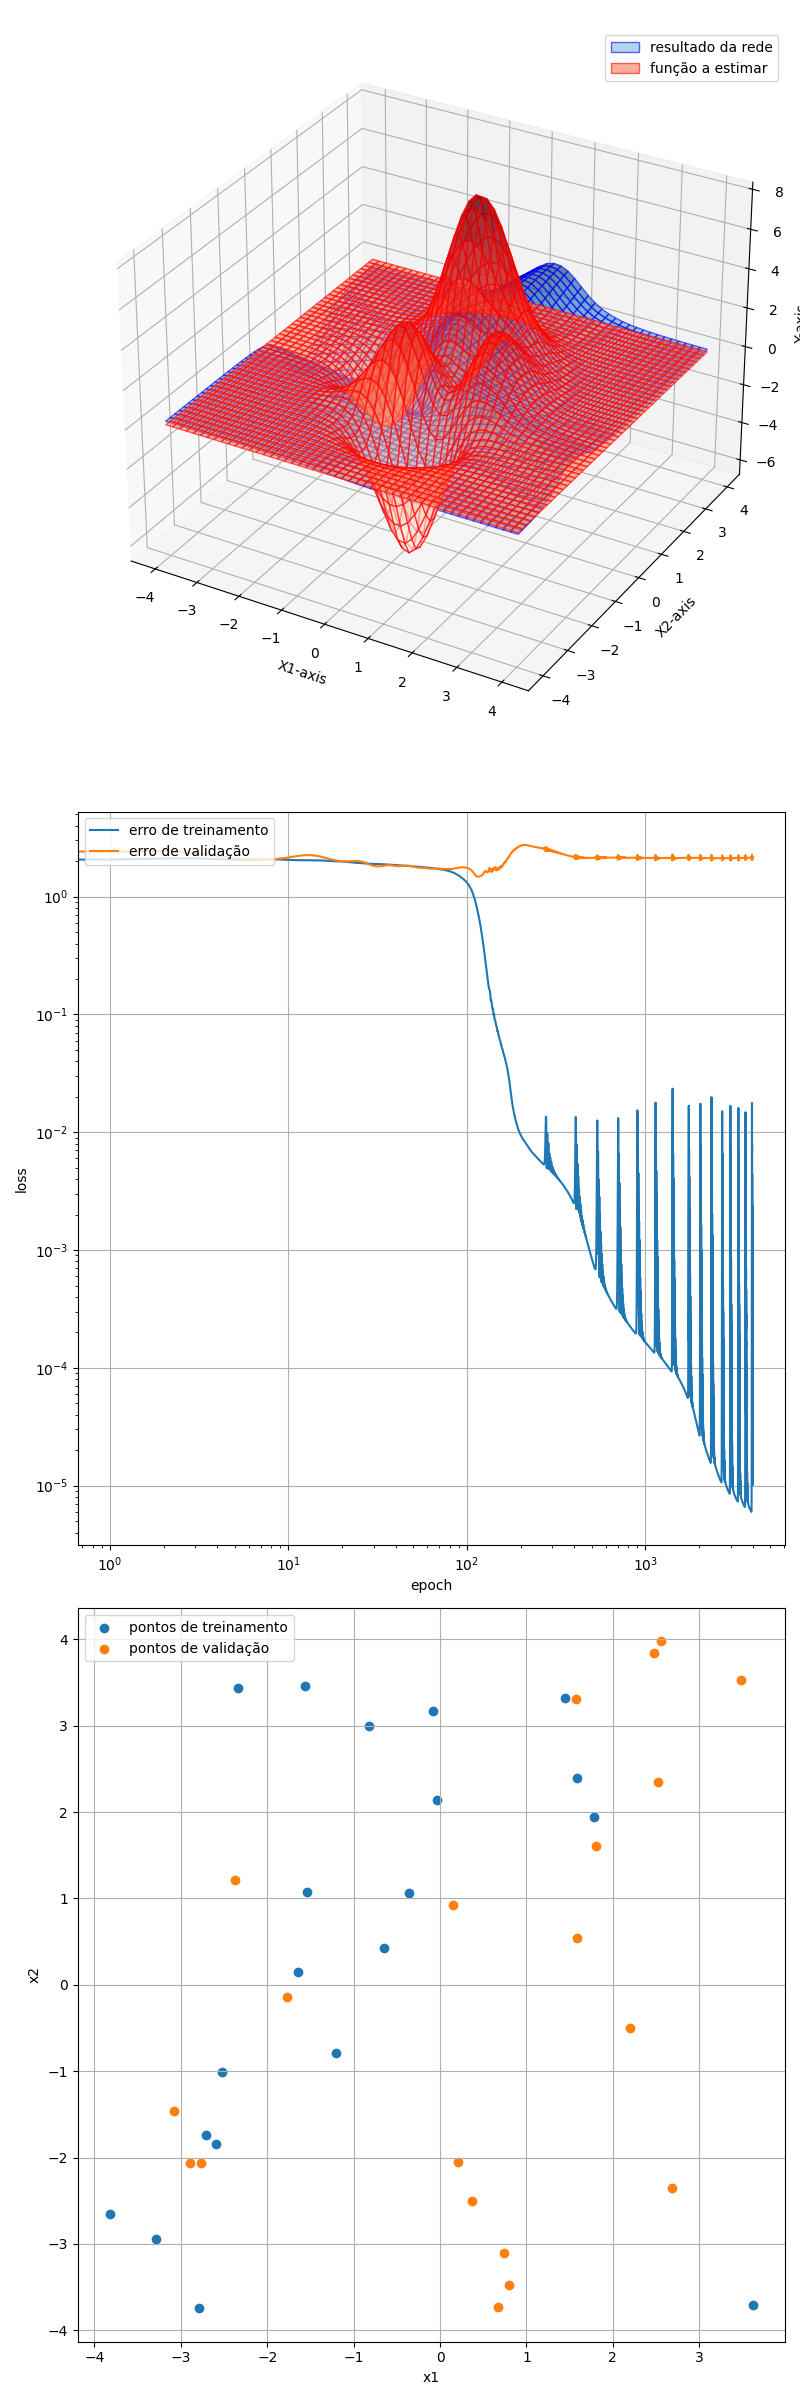 resultado da rede
função a estimar
8
6
4
2
0
−2
−4
−6
−4
−3
−2
−1
0
1
2
3
4
X1-axis
−4
−3
−2
−1
0
1
2
3
4
X2-axis
erro de treinamento
erro de validação
10^0
10^−1
10^−2
10^−3
10^−4
10^−5
loss
10^0 10^1 10^2 10^3
epoch
pontos de treinamento
pontos de validação
4
3
2
1
0
−1
−2
−3
−4
x2
−4 −3 −2 −1 0 1 2 3
x1